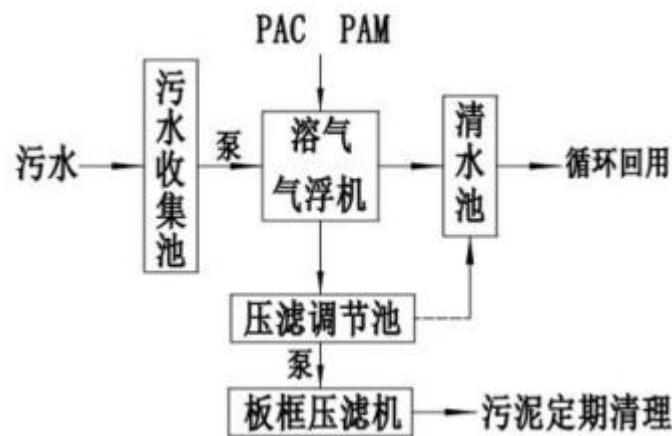 PAC PAM
污水
污水收集池
泵
溶气
气浮机
清水池
循环回用
压滤调节池
泵
板框压滤机
污泥定期清理